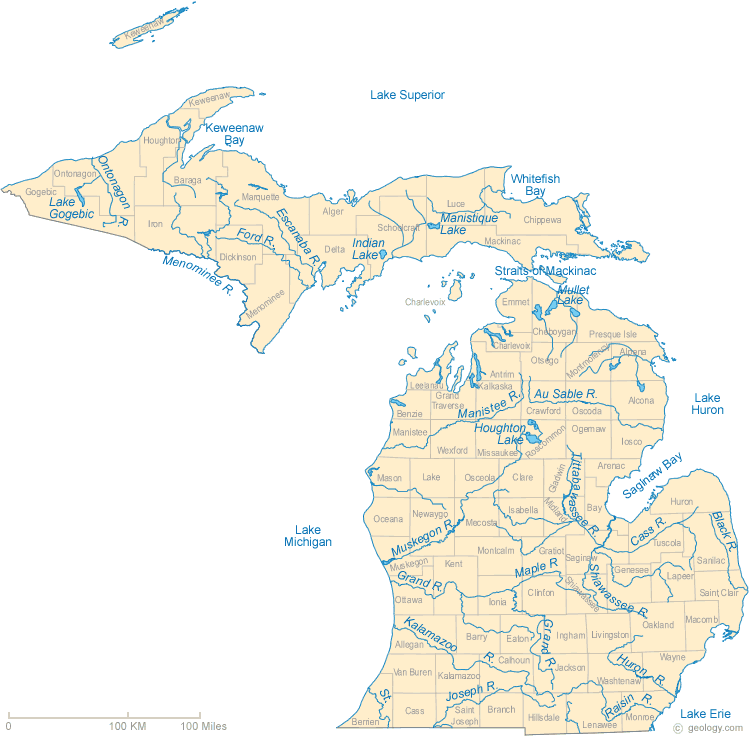 Keweenaw
Lake Superior
Keweenaw
Keweenaw
Bay
Houghton
Ontonagon
Ontonagon R.
Gogebic
Lake
Gogebic
Baraga
Iron
Marquette
Alger
Luce
Whitefish
Bay
Chippewa
Manistique
Lake
Schoolcraft
Mackinac
Escanaba R.
Ford R.
Delta
Indian
Lake
Dickinson
Menominee R.
Menominee
Straits of Mackinac
Charlevoix
Emmet
Mullet
Lake
Cheboygan
Presque Isle
Charlevoix
Otsego
Montmorency
Alpena
Antrim
Leelanau
Kalkaska
Grand
Traverse
Benzie
Manistee R.
Au Sable R.
Crawford
Oscoda
Alcona
Lake
Huron
Manistee
Wexford
Missaukee
Houghton
Lake
Roscommon
Ogemaw
Iosco
Mason
Lake
Osceola
Clare
Gladwin
Arenac
Tittabawassee R.
Saginaw Bay
Huron
Oceana
Newaygo
Mecosta
Isabella
Midland
Bay
Lake
Michigan
Muskegon R.
Montcalm
Gratiot
Saginaw
Cass R.
Tuscola
Black R.
Sanilac
Muskegon
Kent
Maple R
Genesee
Lapeer
Saint Clair
Grand R.
Ottawa
Ionia
Clinton
Shiawassee
Shiawassee R.
Oakland
Macomb
Kalamazoo
R.
Allegan
Barry
Eaton
Grand R
Ingham
Livingston
Wayne
Van Buren
Kalamazoo
Calhoun
Jackson
Washtenaw
Huron R.
St.
Joseph R.
Berrien
Cass
Saint
Joseph
Branch
Hillsdale
Lenawee
Raisin R.
Monroe
Lake Erie
0 100 KM 100 Miles
© geology.com